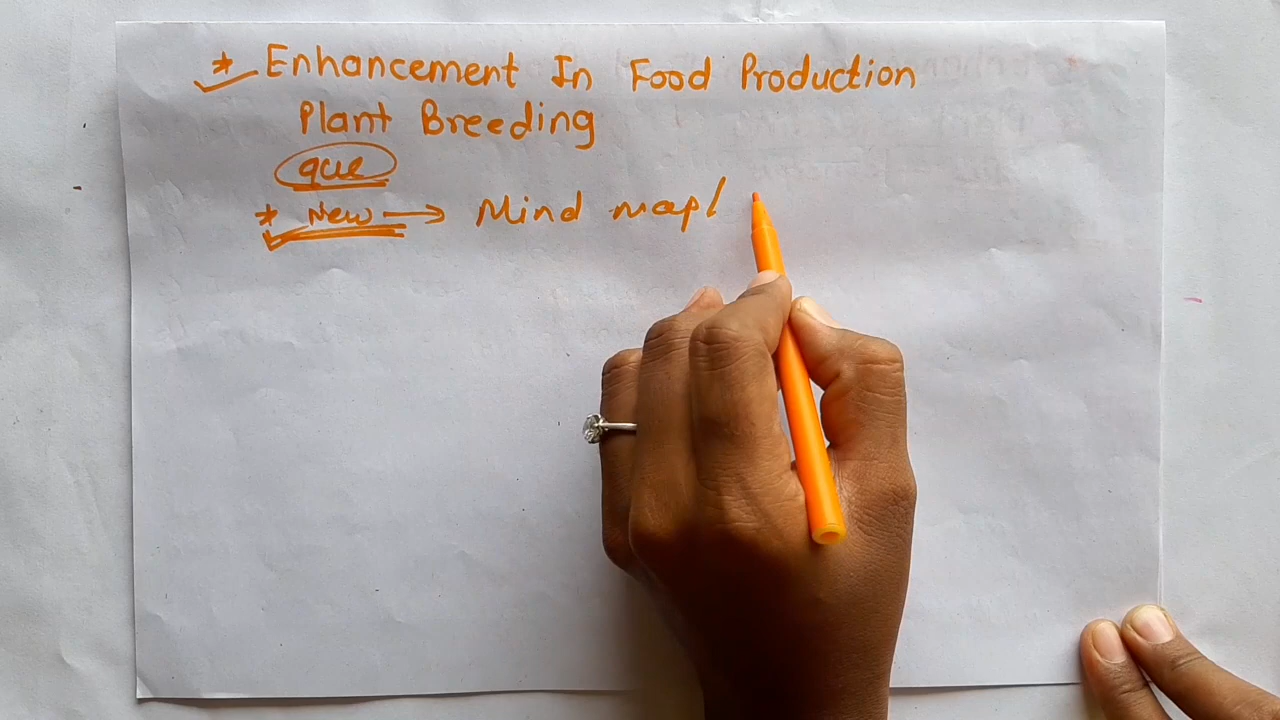 * Enhancement In Food Production
Plant Breeding
que
* New → Mind map/